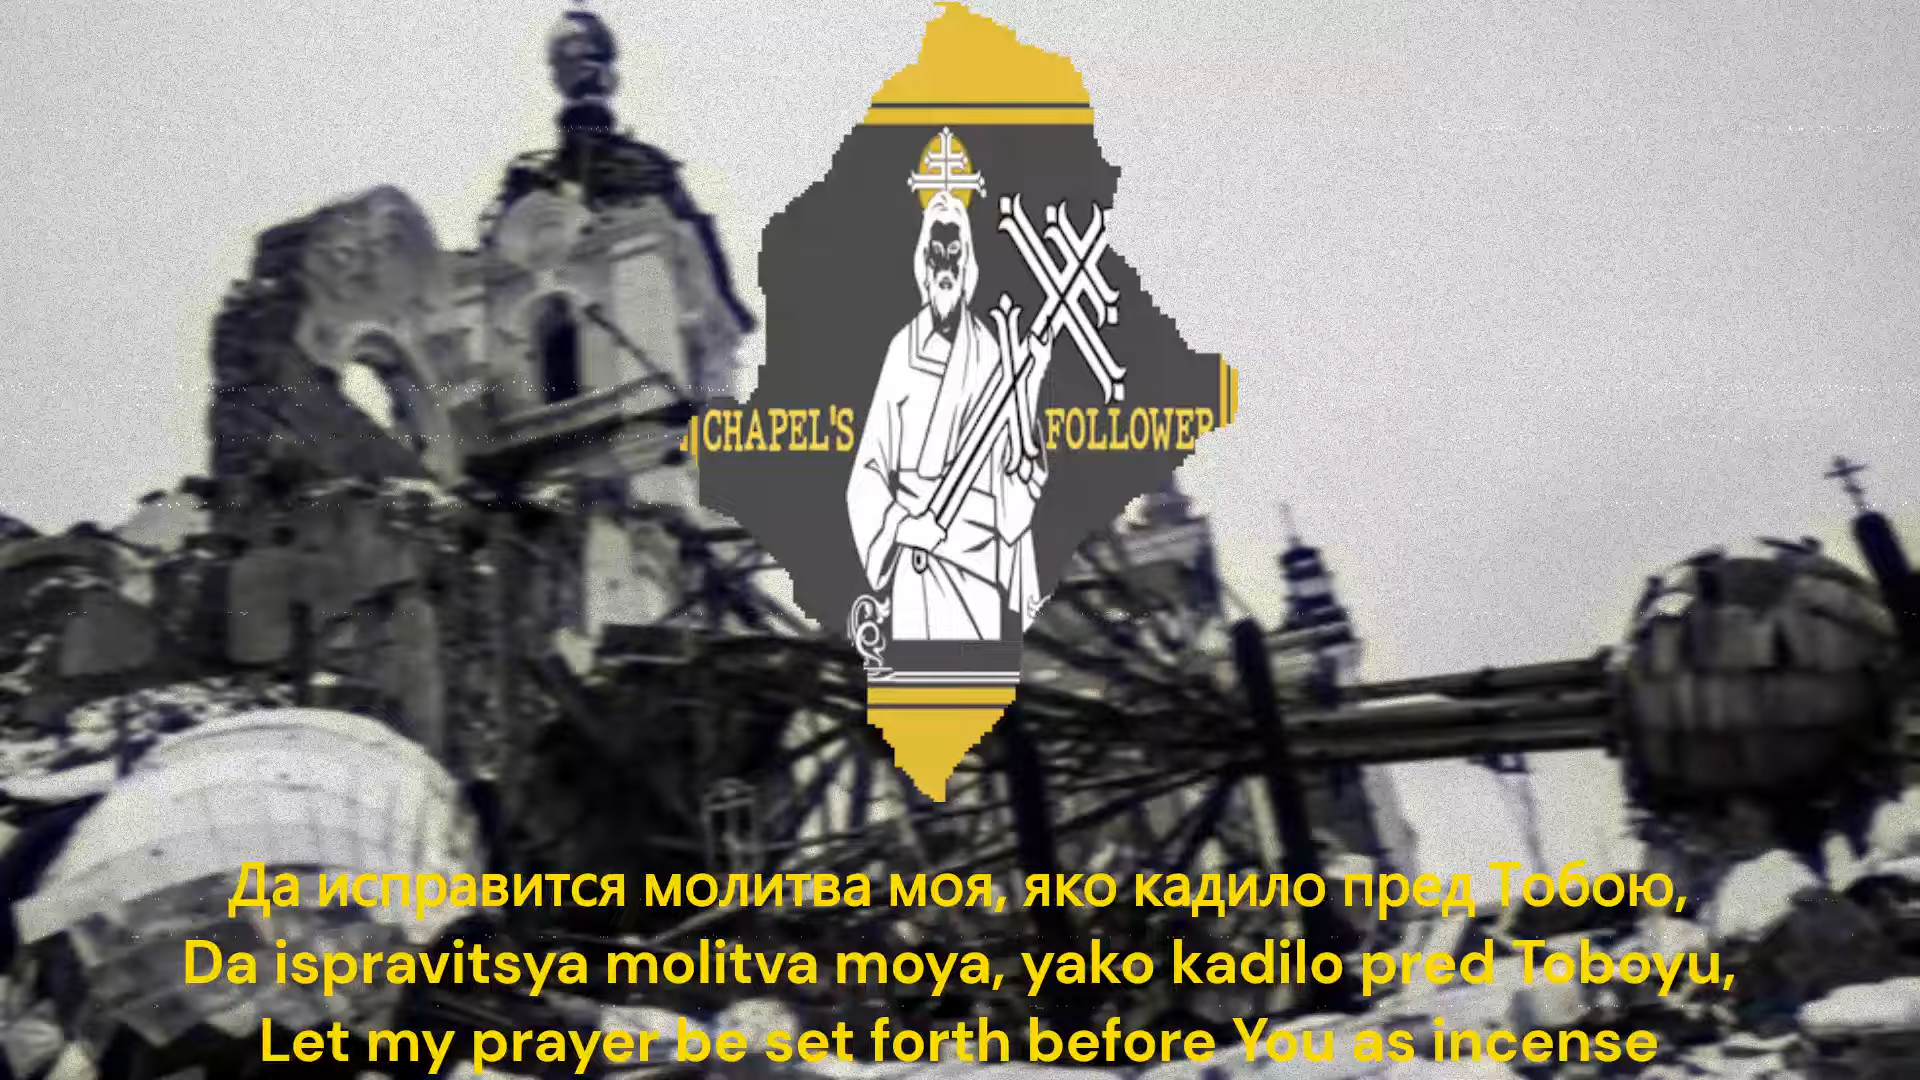 CHAPEL'S FOLLOWER
Да исправится молитва моя, яко кадило пред Тобою,
Da ispravitsya molitva moya, yako kadilo pred Toboyu,
Let my prayer be set forth before You as incense